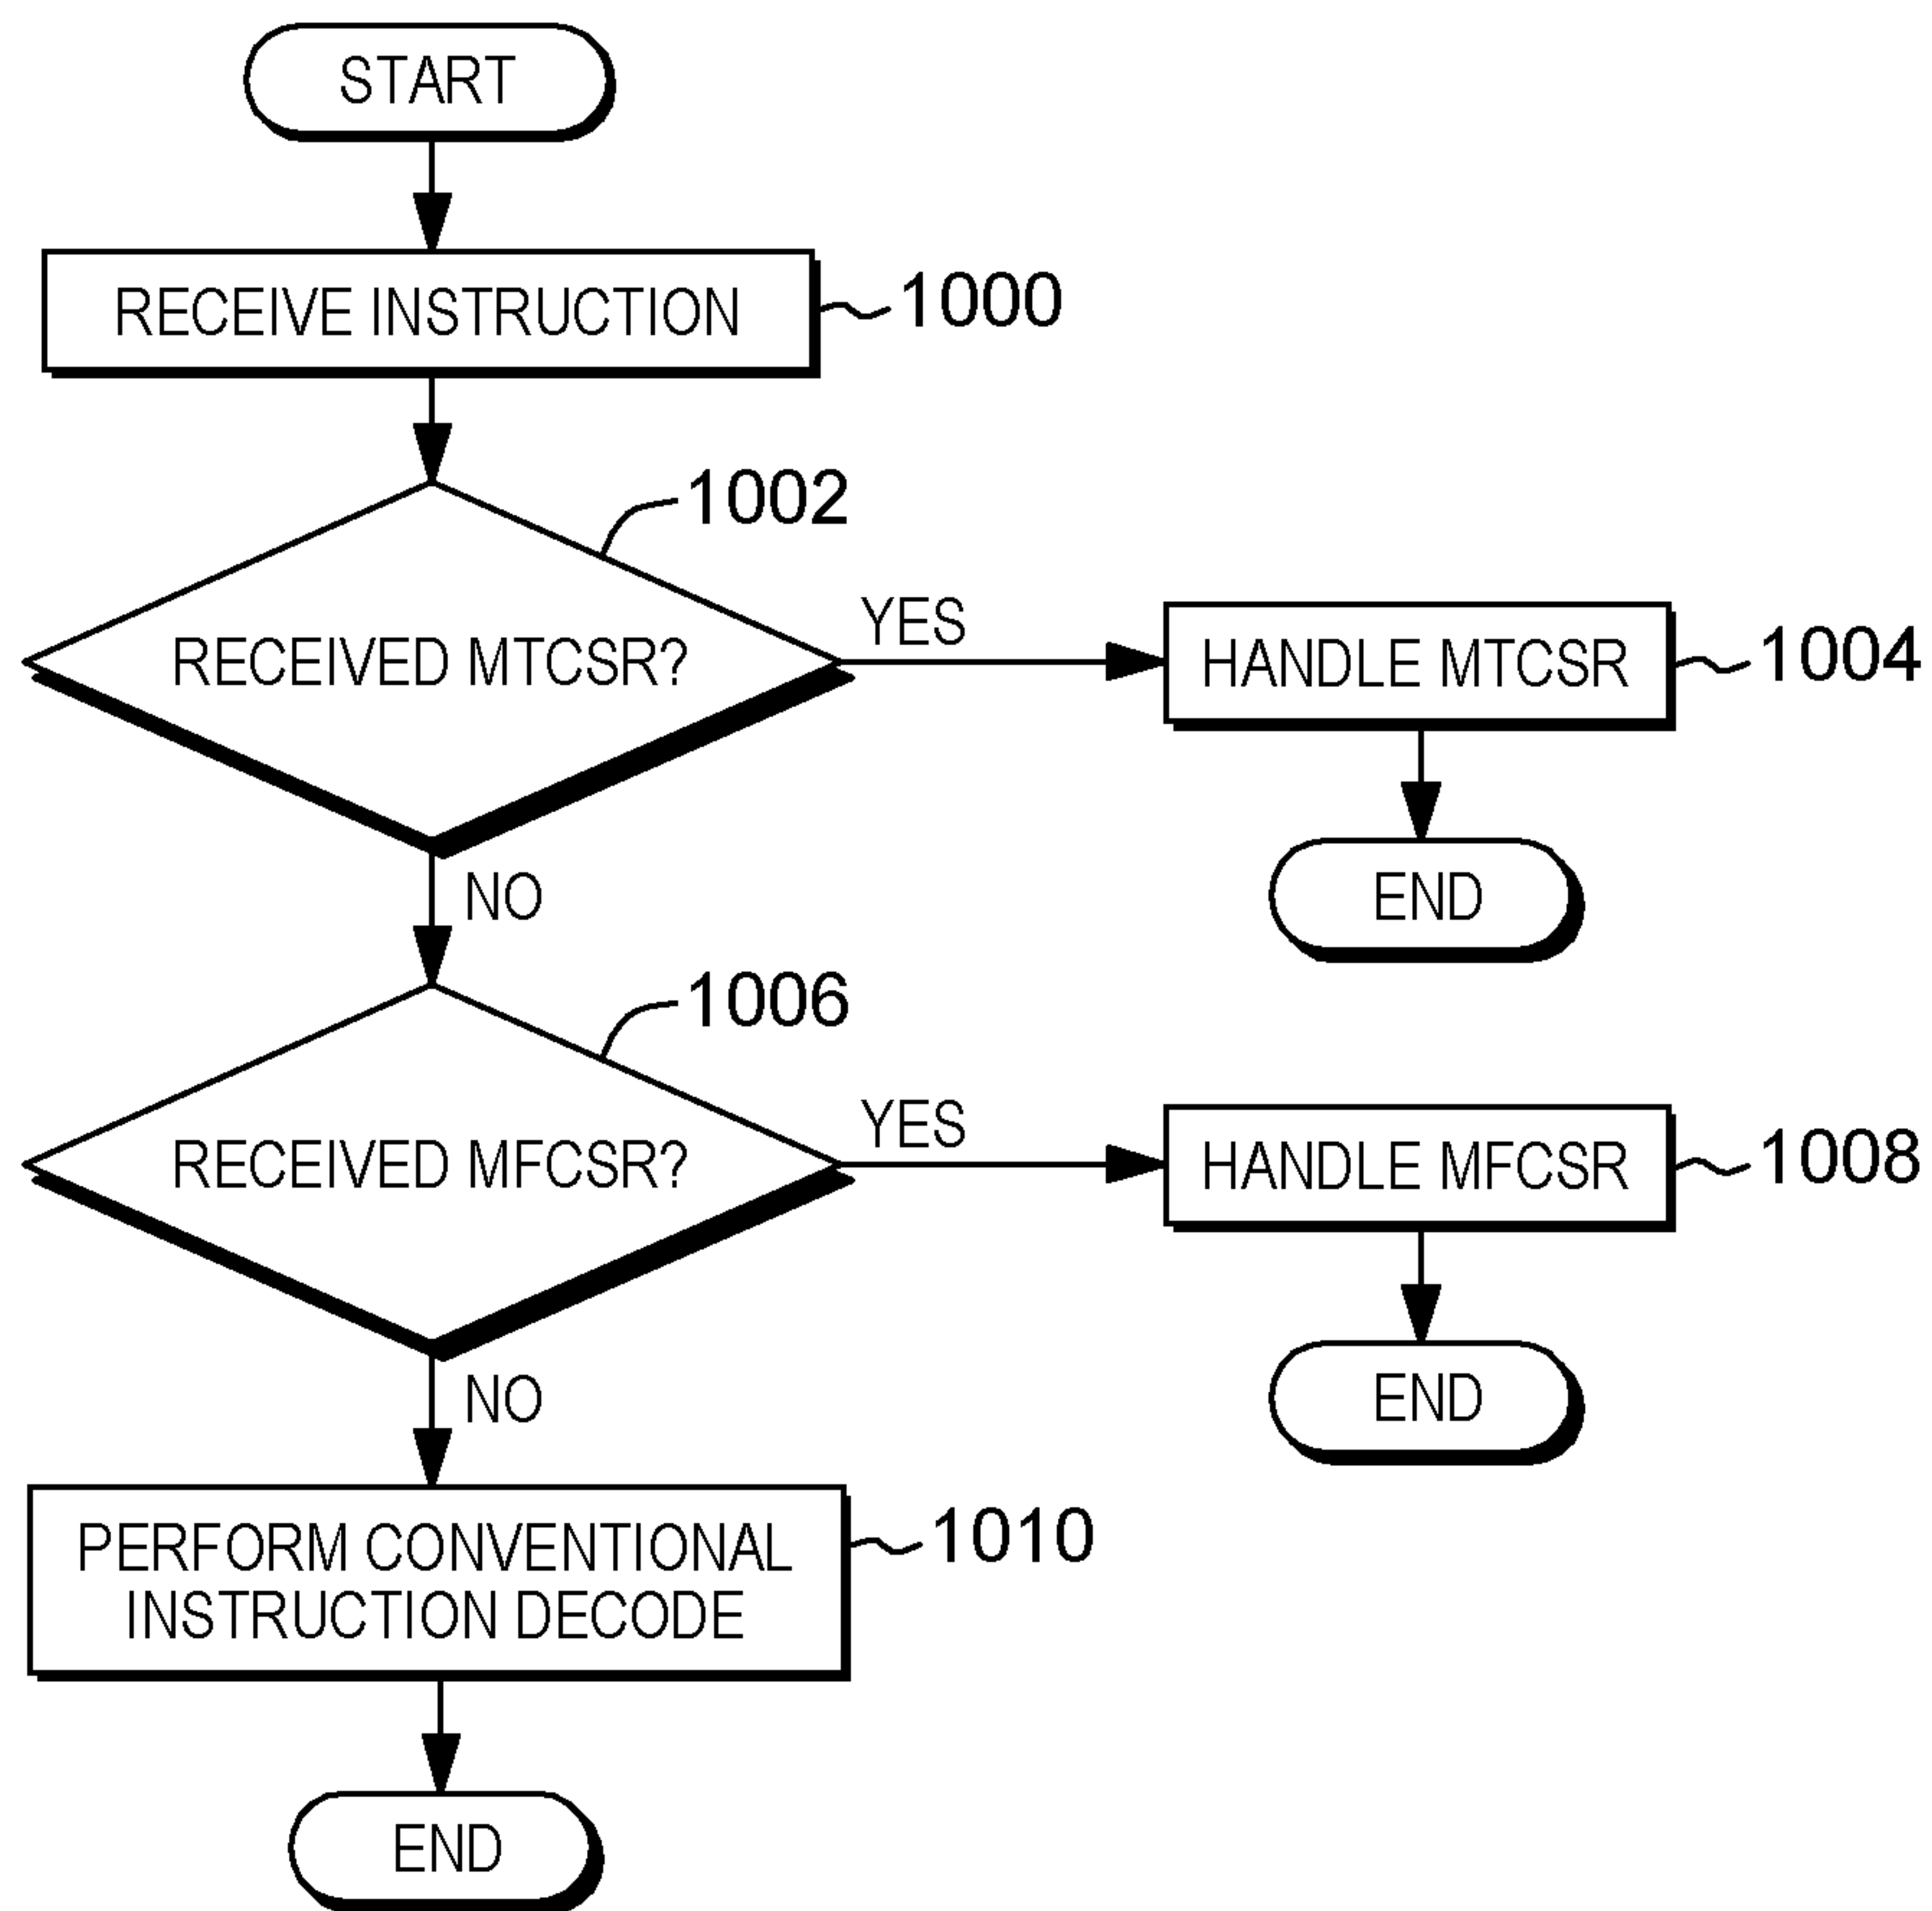 START
RECEIVE INSTRUCTION
1000
1002
RECEIVED MTCSR?
YES
HANDLE MTCSR
1004
END
NO
1006
RECEIVED MFCSR?
YES
HANDLE MFCSR
1008
END
NO
PERFORM CONVENTIONAL
INSTRUCTION DECODE
1010
END